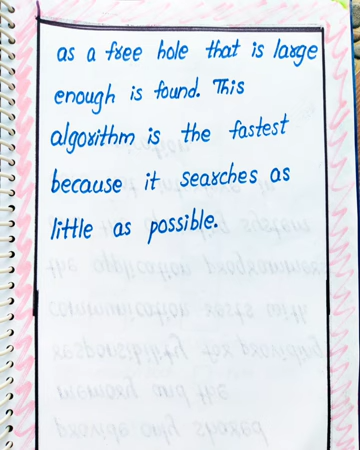 as a free hole that is large
enough is found. This
algorithm is the fastest
because it searches as
little as possible.